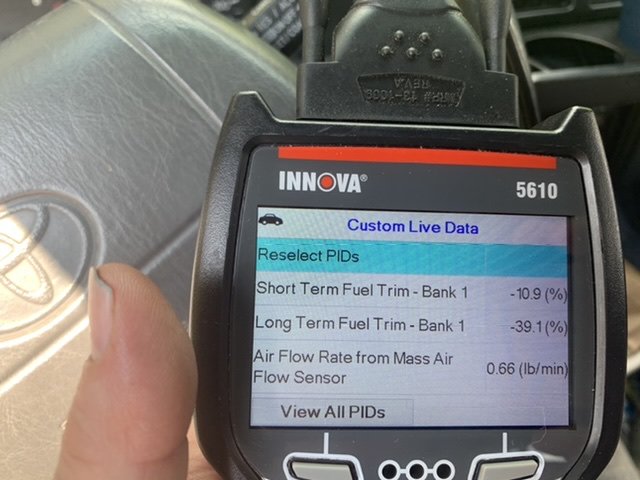 REV.A
INNOVA®
5610
Custom Live Data
Reselect PIDs
Short Term Fuel Trim - Bank 1 -10.9 (%)
Long Term Fuel Trim - Bank 1 -39.1 (%)
Air Flow Rate from Mass Air
Flow Sensor 0.66 (lb/min)
View All PIDs